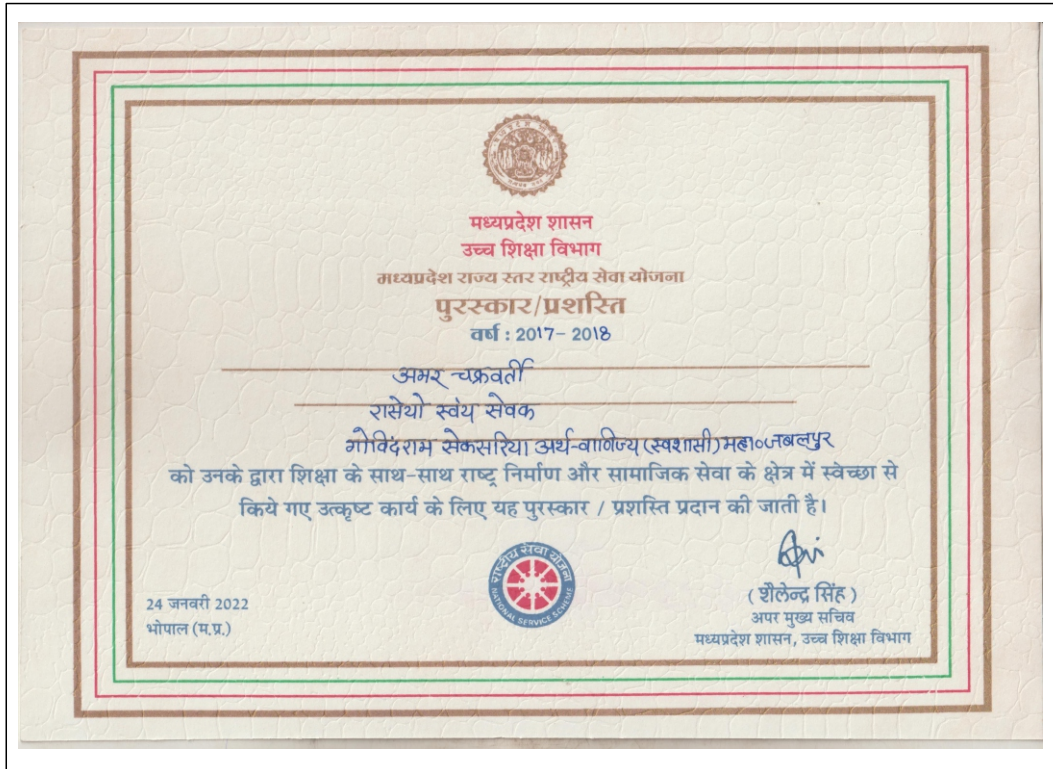 मध्यप्रदेश शासन
उच्च शिक्षा विभाग
मध्यप्रदेश राज्य स्तर राष्ट्रीय सेवा योजना
पुरस्कार/प्रशस्ति
वर्ष : 2017-2018
अमर चक्रवर्ती
रासेयो स्वंय सेवक
गोविंदराम सेकसरिया अर्थ-वाणिज्य (स्वशासी) महा० जबलपुर
को उनके द्वारा शिक्षा के साथ-साथ राष्ट्र निर्माण और सामाजिक सेवा के क्षेत्र में स्वेच्छा से
किये गए उत्कृष्ट कार्य के लिए यह पुरस्कार / प्रशस्ति प्रदान की जाती है।
राष्ट्रीय सेवा योजना
NATIONAL SERVICE SCHEME
24 जनवरी 2022
भोपाल (म.प्र.)
( शैलेन्द्र सिंह )
अपर मुख्य सचिव
मध्यप्रदेश शासन, उच्च शिक्षा विभाग